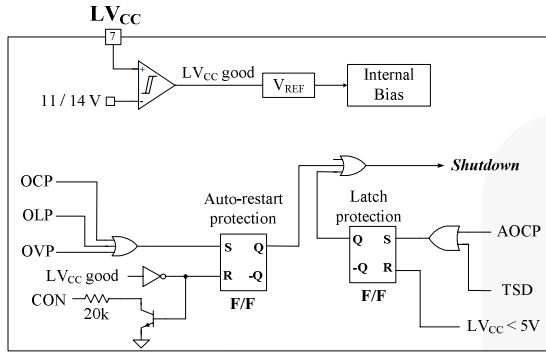 LVCC
7
+
LVCC good
VREF
Internal
Bias
11 / 14 V
-
Shutdown
OCP
OLP
OVP
Auto-restart
protection
S Q
R -Q
F/F
Latch
protection
Q S
-Q R
F/F
AOCP
TSD
LVCC < 5V
LVCC good
CON
20k